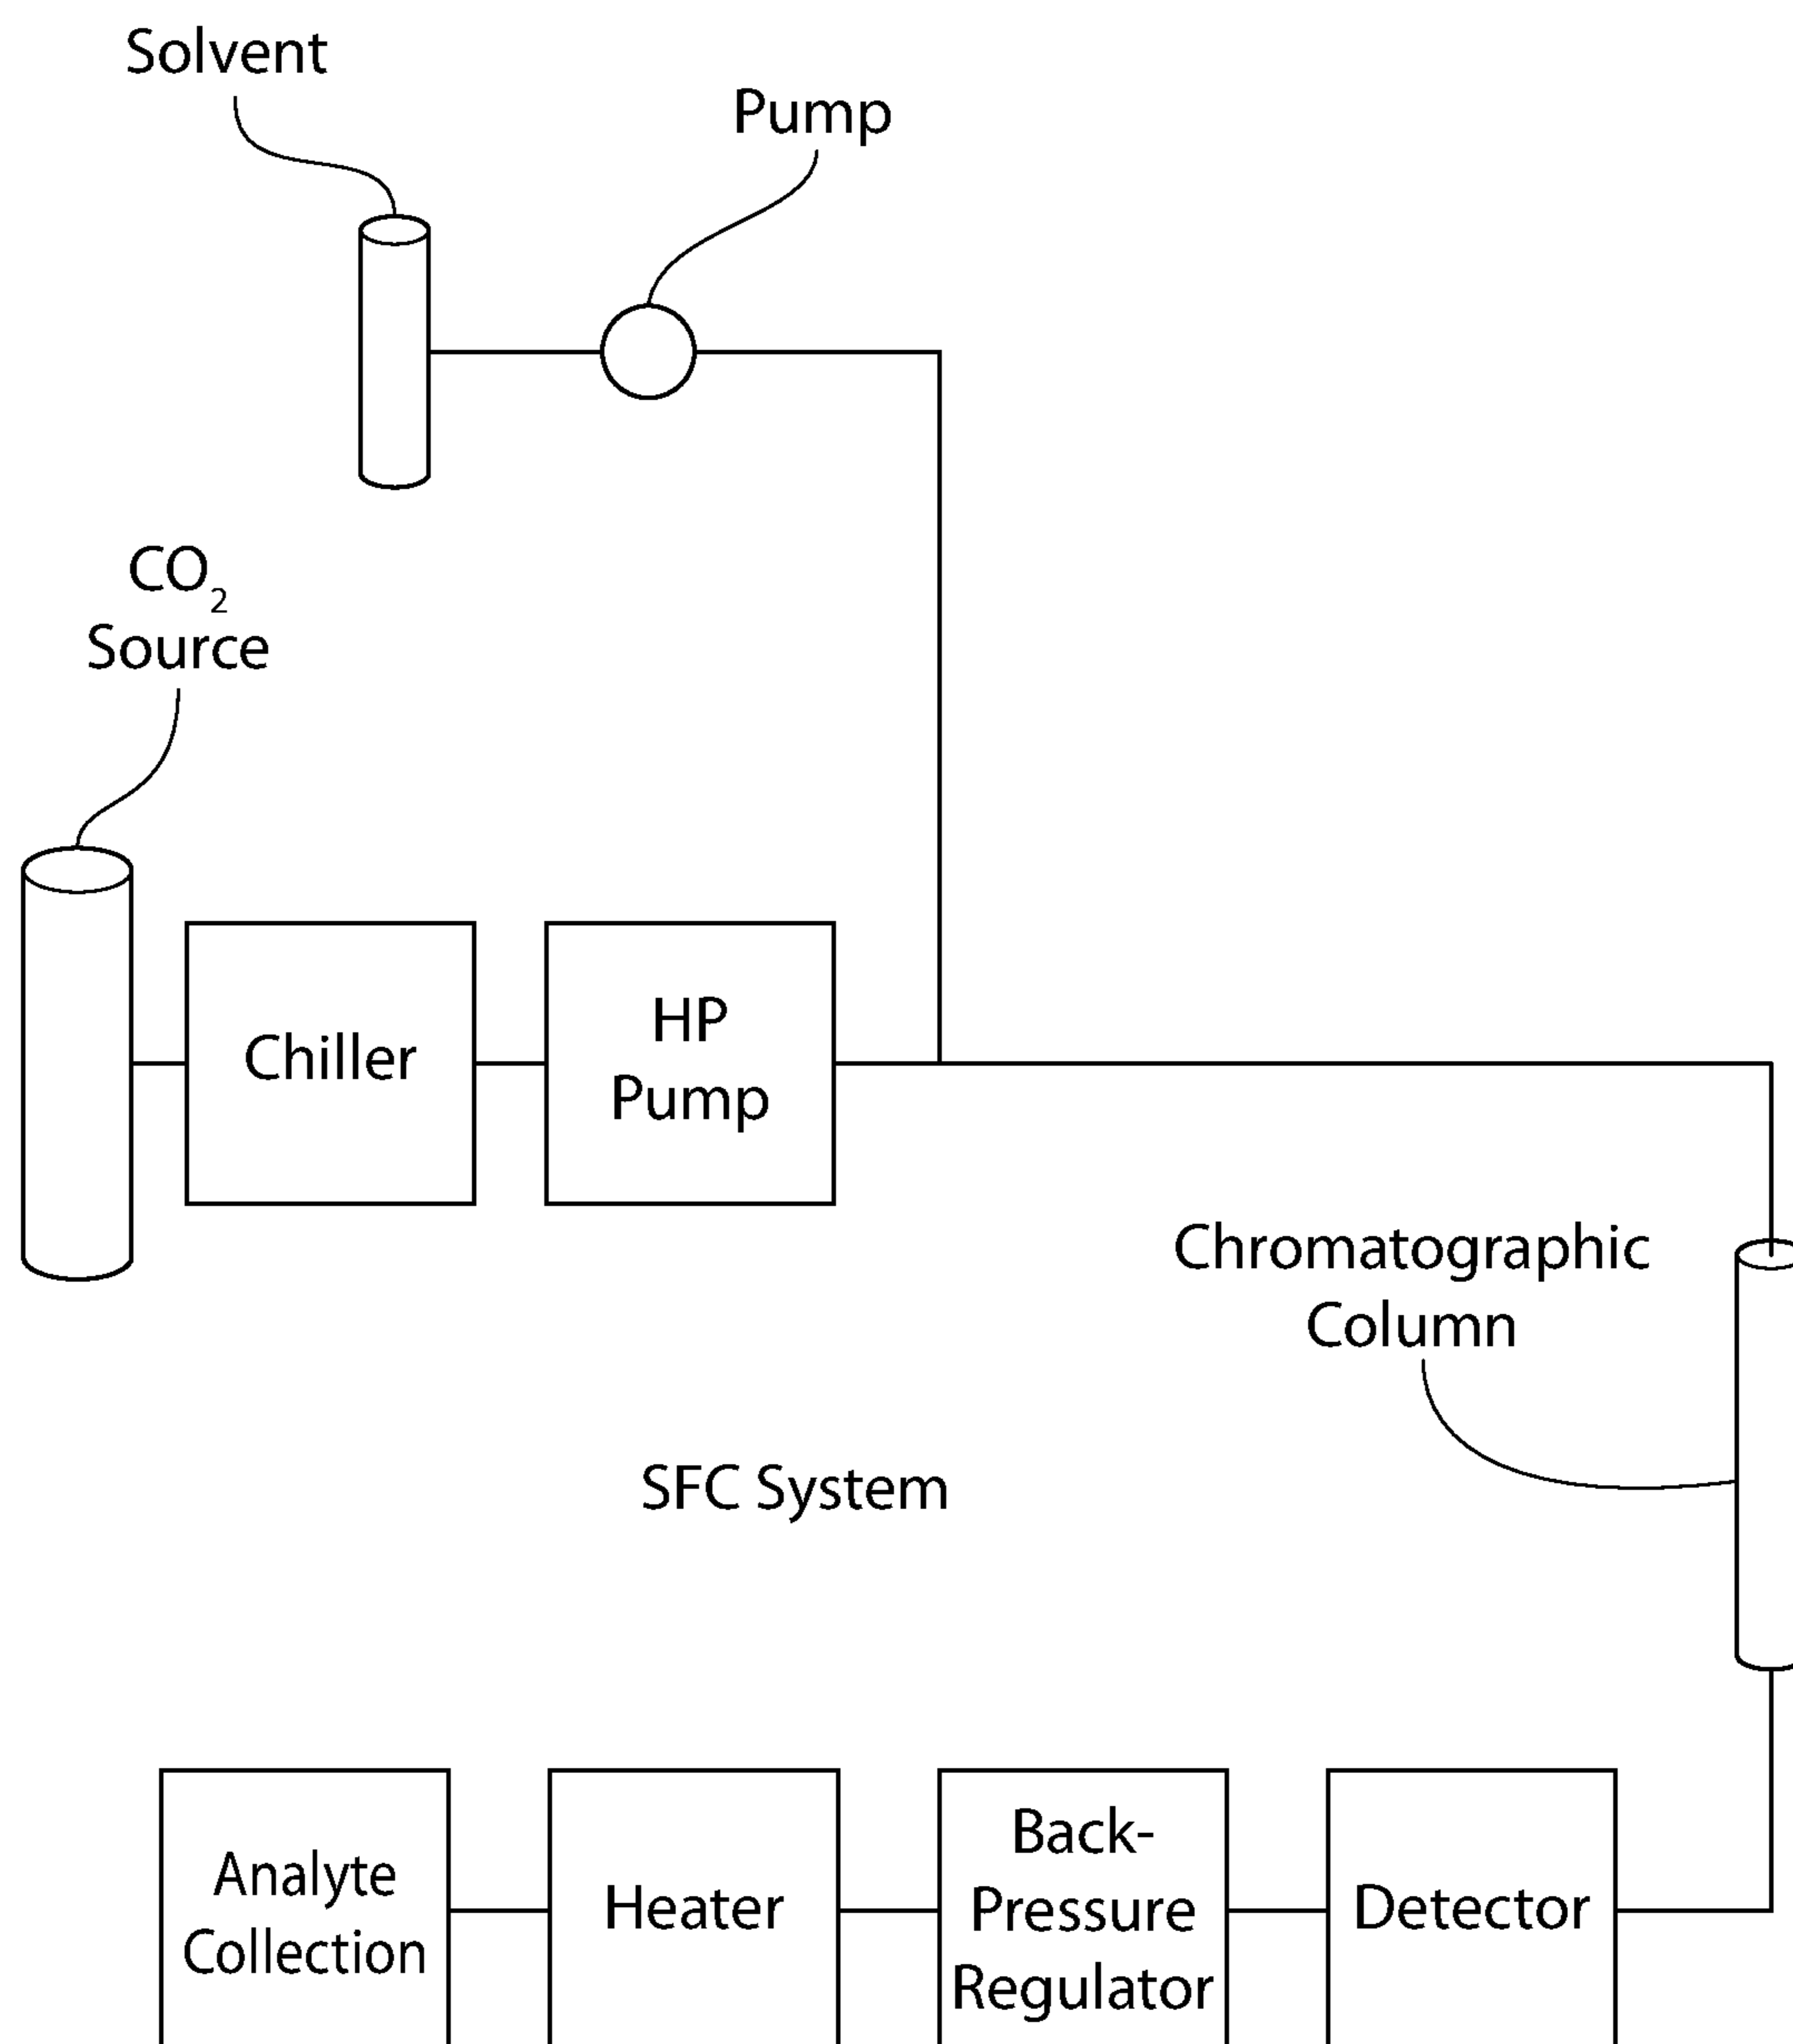 Solvent
Pump
CO₂
Source
Chiller
HP
Pump
Chromatographic
Column
SFC System
Analyte
Collection
Heater
Back-
Pressure
Regulator
Detector